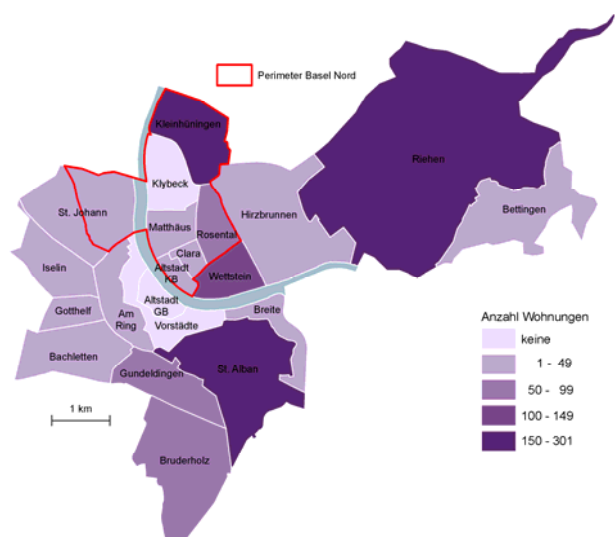 Perimeter Basel Nord
Kleinhüningen
Riehen
Klybeck
Bettingen
St. Johann
Hirzbrunnen
Matthäus
Rosental
Clara
Iselin
Altstadt
KB
Wettstein
Altstadt
GB
Gotthelf
Am
Ring
Breite
Vorstädte
Bachletten
Gundeldingen
St. Alban
Bruderholz
1 km
Anzahl Wohnungen
keine
1 - 49
50 - 99
100 - 149
150 - 301